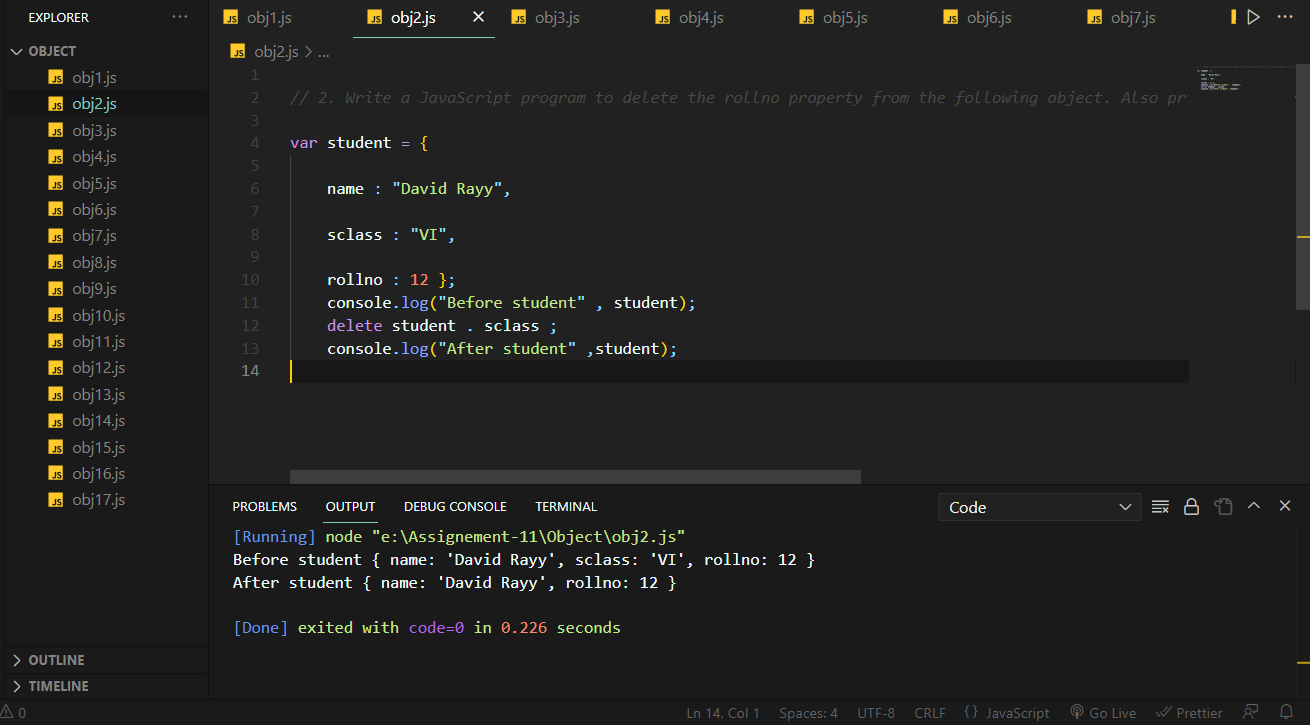 EXPLORER ...
OBJECT
JS obj1.js
JS obj2.js
JS obj3.js
JS obj4.js
JS obj5.js
JS obj6.js
JS obj7.js
JS obj8.js
JS obj9.js
JS obj10.js
JS obj11.js
JS obj12.js
JS obj13.js
JS obj14.js
JS obj15.js
JS obj16.js
JS obj17.js
OUTLINE
TIMELINE
JS obj1.js JS obj2.js JS obj3.js JS obj4.js JS obj5.js JS obj6.js JS obj7.js
JS obj2.js > ...
1
2 // 2. Write a JavaScript program to delete the rollno property from the following object. Also pr
3
4 var student = {
5
6 name : "David Rayy",
7
8 sclass : "VI",
9
10 rollno : 12 };
11 console.log("Before student" , student);
12 delete student . sclass ;
13 console.log("After student" ,student);
14
PROBLEMS OUTPUT DEBUG CONSOLE TERMINAL Code
[Running] node "e:\Assignement-11\Object\obj2.js"
Before student { name: 'David Rayy', sclass: 'VI', rollno: 12 }
After student { name: 'David Rayy', rollno: 12 }
[Done] exited with code=0 in 0.226 seconds
0 Ln 14, Col 1 Spaces: 4 UTF-8 CRLF {} JavaScript Go Live Prettier